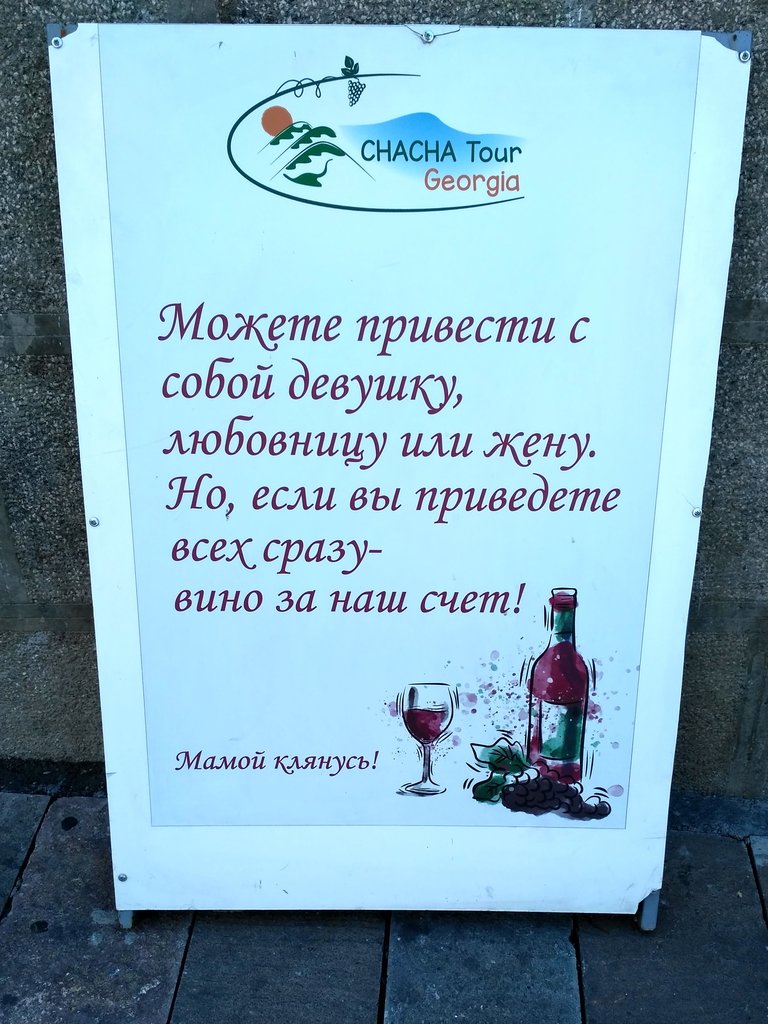 CHACHA Tour
Georgia
Можете привести с
собой девушку,
любовницу или жену.
Но, если вы приведете
всех сразу-
вино за наш счет!
Мамой клянусь!